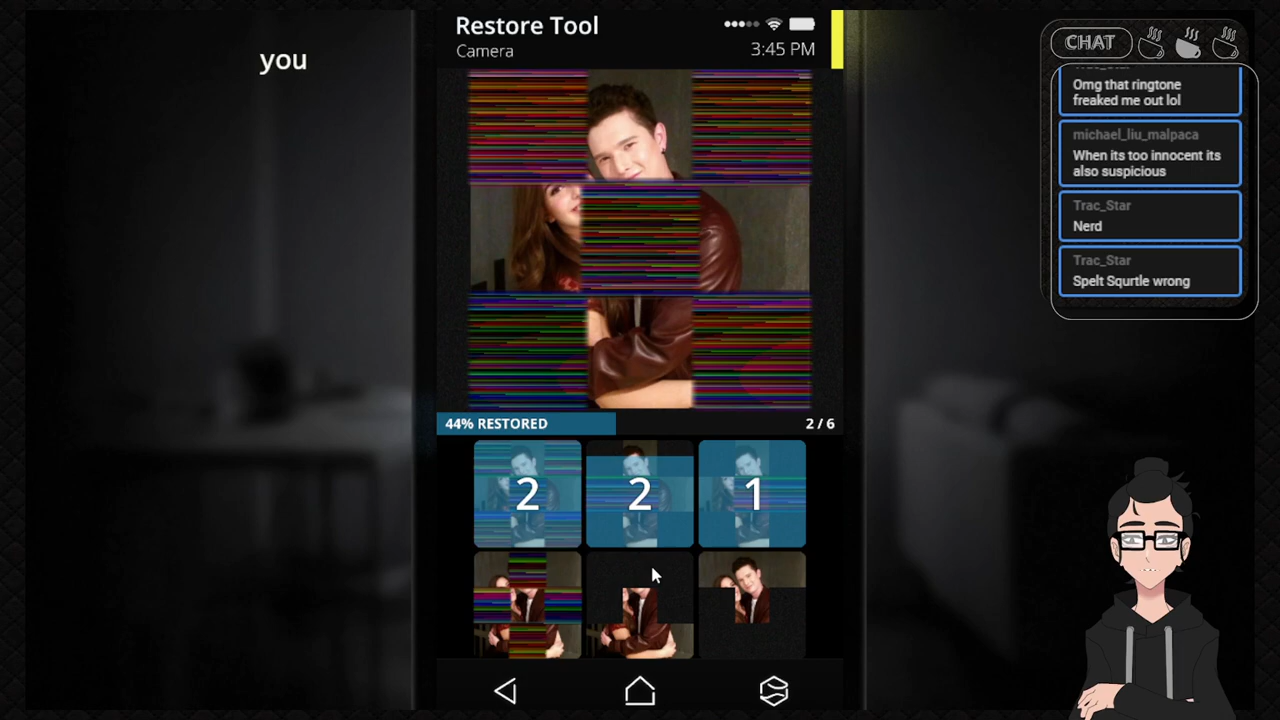 you
Restore Tool
Camera
3:45 PM
44% RESTORED
2 / 6
2
2
1
CHAT
Trac_Star
Omg that ringtone
freaked me out lol
michael_liu_malpaca
When its too innocent its
also suspicious
Trac_Star
Nerd
Trac_Star
Spelt Squrtle wrong